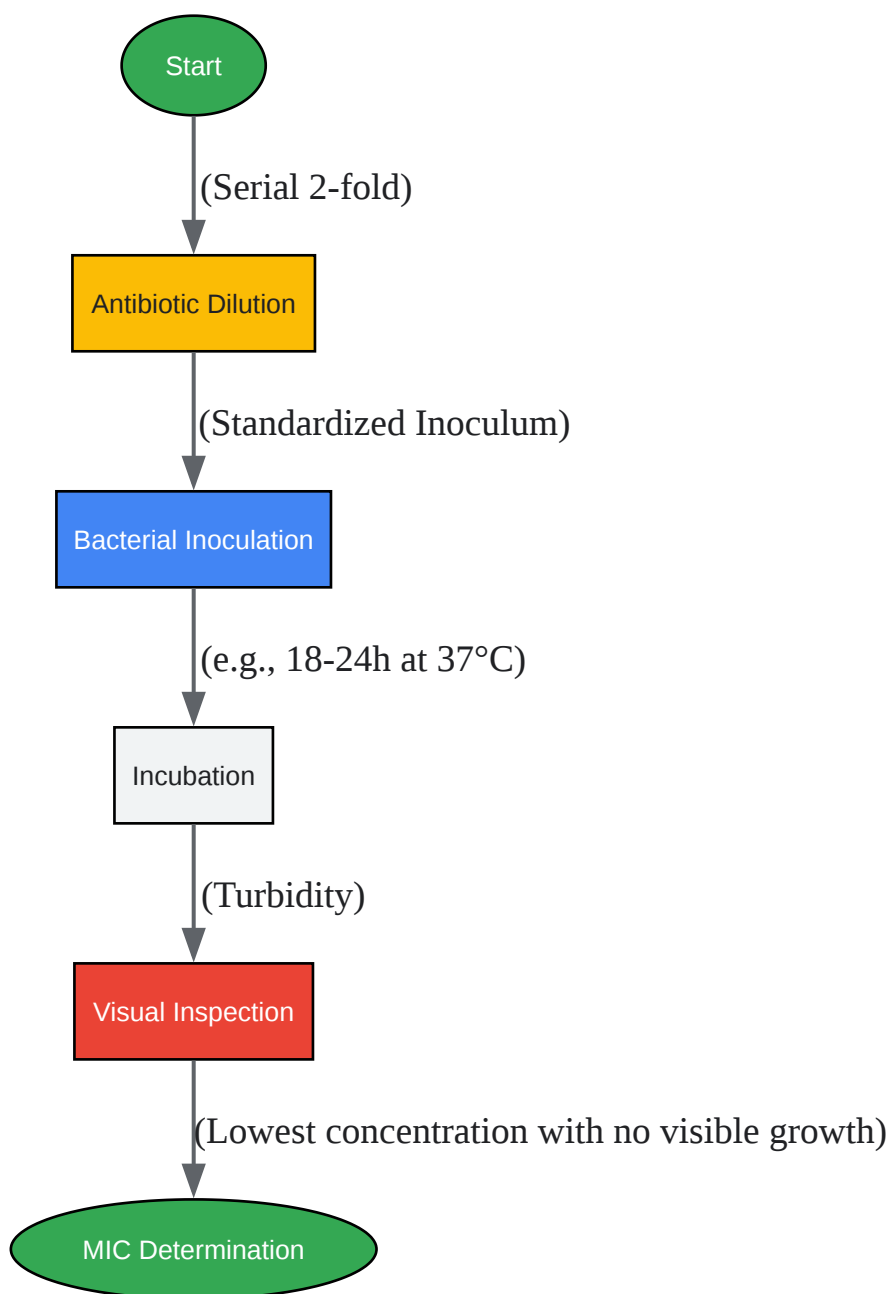 Start
(Serial 2-fold)
Antibiotic Dilution
(Standardized Inoculum)
Bacterial Inoculation
(e.g., 18-24h at 37°C)
Incubation
(Turbidity)
Visual Inspection
(Lowest concentration with no visible growth)
MIC Determination